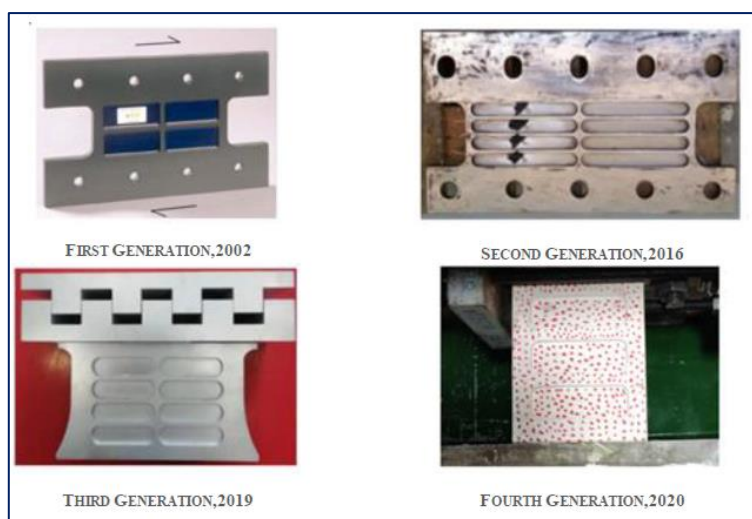 FIRST GENERATION,2002
SECOND GENERATION,2016
THIRD GENERATION,2019
FOURTH GENERATION,2020